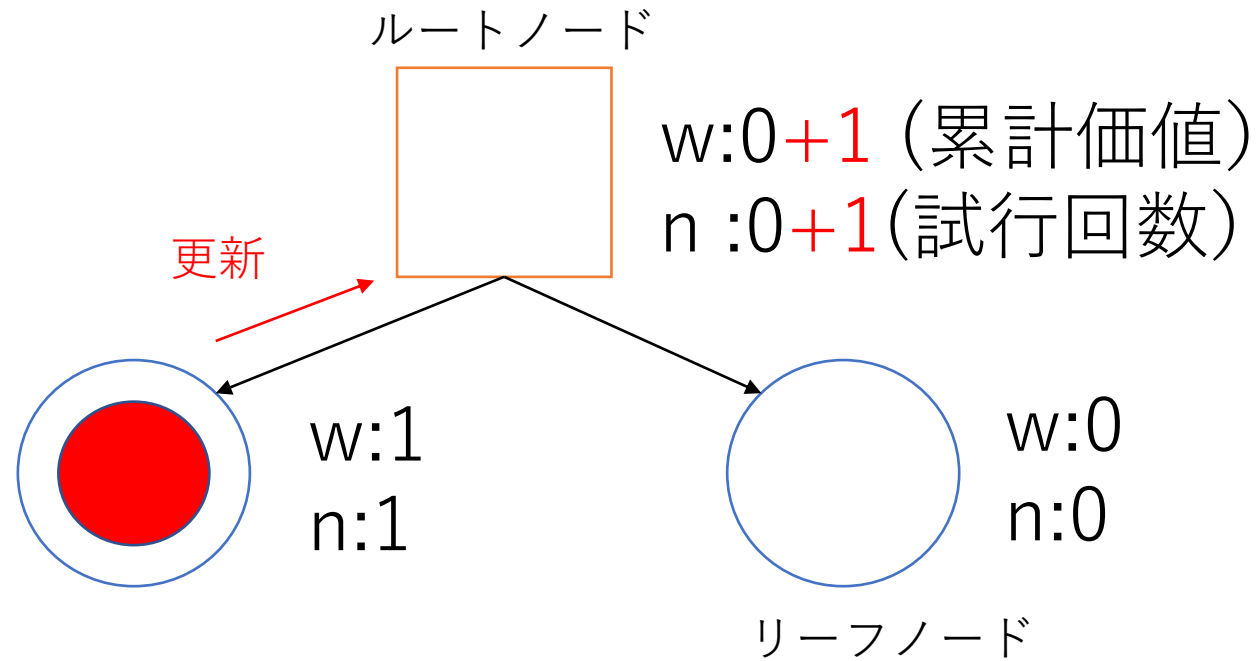 ルートノード
w:0+1 (累計価値)
n :0+1(試行回数)
更新
w:1
n:1
w:0
n:0
リーフノード